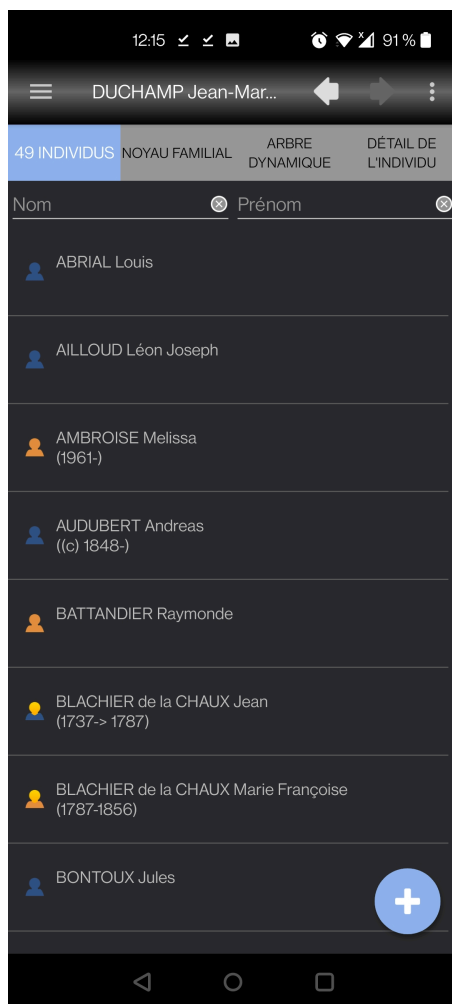 12:15
91 %
DUCHAMP Jean-Mar...
49 INDIVIDUS
NOYAU FAMILIAL
ARBRE
DYNAMIQUE
DÉTAIL DE
L'INDIVIDU
Nom
Prénom
ABRIAL Louis
AILLOUD Léon Joseph
AMBROISE Melissa
(1961-)
AUDUBERT Andreas
((c) 1848-)
BATTANDIER Raymonde
BLACHIER de la CHAUX Jean
(1737-> 1787)
BLACHIER de la CHAUX Marie Françoise
(1787-1856)
BONTOUX Jules